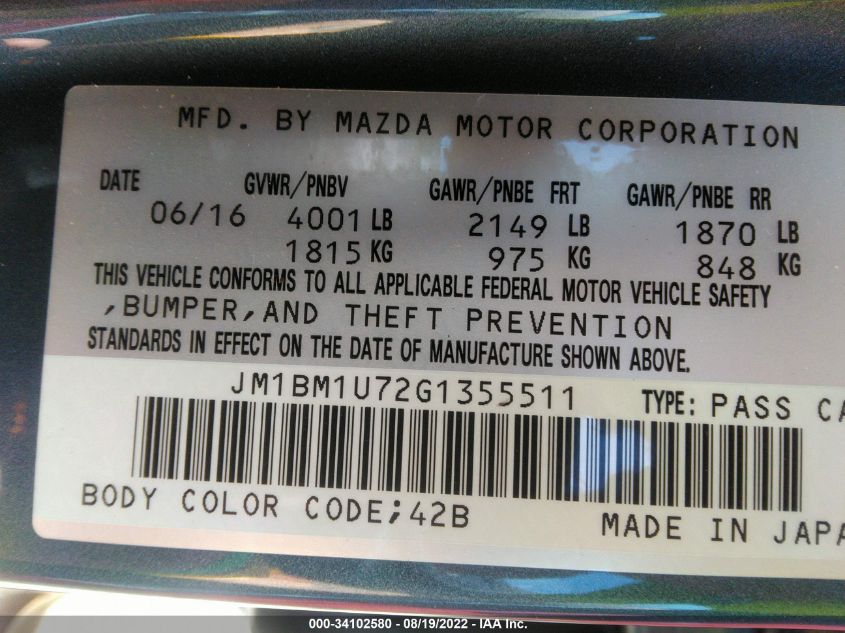 MFD. BY MAZDA MOTOR CORPORATION
DATE GVWR/PNBV GAWR/PNBE FRT GAWR/PNBE RR
06/16 4001 LB 2149 LB 1870 LB
1815 KG 975 KG 848 KG
THIS VEHICLE CONFORMS TO ALL APPLICABLE FEDERAL MOTOR VEHICLE SAFETY
,BUMPER,AND THEFT PREVENTION
STANDARDS IN EFFECT ON THE DATE OF MANUFACTURE SHOWN ABOVE.
JM1BM1U72G1355511 TYPE: PASS CA
BODY COLOR CODE;42B MADE IN JAPA
000-34102580 - 08/19/2022 - IAA Inc.